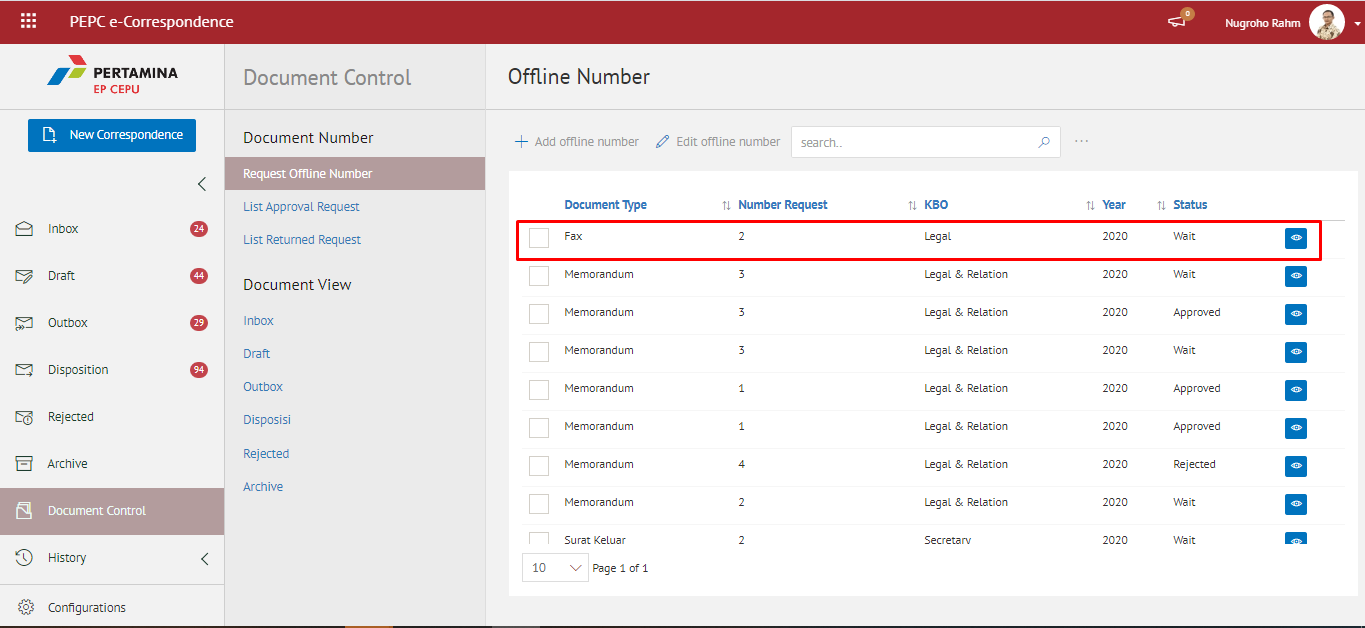 PEPC e-Correspondence
0
Nugroho Rahm
PERTAMINA
EP CEPU
New Correspondence
Inbox 24
Draft 44
Outbox 29
Disposition 94
Rejected
Archive
Document Control
History
Configurations
Document Control
Document Number
Request Offline Number
List Approval Request
List Returned Request
Document View
Inbox
Draft
Outbox
Disposisi
Rejected
Archive
Offline Number
Add offline number Edit offline number search.. ...
Document Type Number Request KBO Year Status
Fax 2 Legal 2020 Wait
Memorandum 3 Legal & Relation 2020 Wait
Memorandum 3 Legal & Relation 2020 Approved
Memorandum 3 Legal & Relation 2020 Wait
Memorandum 1 Legal & Relation 2020 Approved
Memorandum 1 Legal & Relation 2020 Approved
Memorandum 4 Legal & Relation 2020 Rejected
Memorandum 2 Legal & Relation 2020 Wait
Surat Keluar 2 Secretary 2020 Wait
10 Page 1 of 1